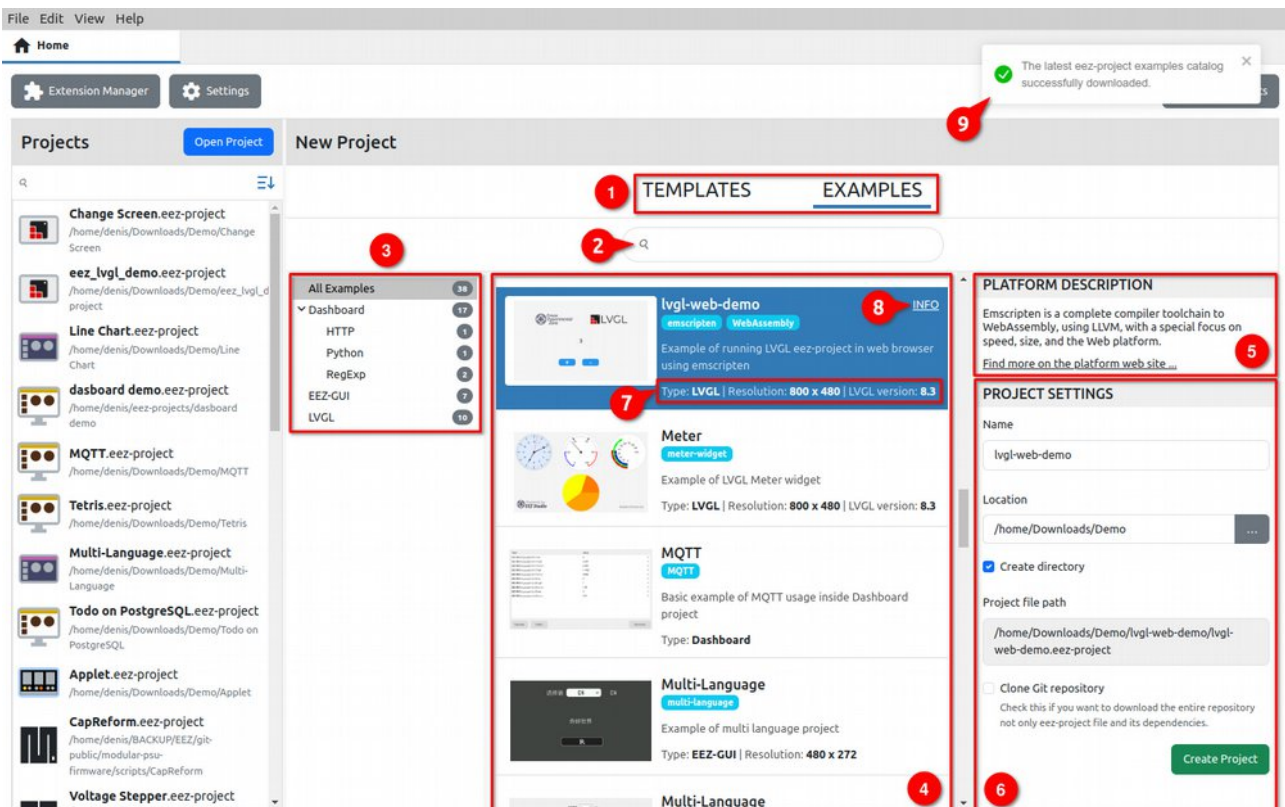 File Edit View Help
Home
The latest eez-project examples catalog
successfully downloaded.
9
Extension Manager
Settings
Projects
Open Project
New Project
1
TEMPLATES
EXAMPLES
2
3
Change Screen.eez-project
/home/denis/Downloads/Demo/Change
Screen
eez_lvgl_demo.eez-project
/home/denis/Downloads/Demo/eez_lvgl_d
project
Line Chart.eez-project
/home/denis/Downloads/Demo/Line
Chart
dasboard demo.eez-project
/home/denis/eez-projects/dasboard
demo
MQTT.eez-project
/home/denis/Downloads/Demo/MQTT
Tetris.eez-project
/home/denis/Downloads/Demo/Tetris
Multi-Language.eez-project
/home/denis/Downloads/Demo/Multi-
Language
Todo on PostgreSQL.eez-project
/home/denis/Downloads/Demo/Todo on
PostgreSQL
Applet.eez-project
/home/denis/Downloads/Demo/Applet
CapReform.eez-project
/home/denis/BACKUP/EEZ/git-
public/modular-psu-
firmware/scripts/CapReform
Voltage Stepper.eez-project
All Examples 38
Dashboard 17
HTTP 1
Python 1
RegExp 2
EEZ-GUI 7
LVGL 10
LVGL
lvgl-web-demo
8
INFO
emscripten WebAssembly
Example of running LVGL eez-project in web browser
using emscripten
7
Type: LVGL | Resolution: 800 x 480 | LVGL version: 8.3
EEZ Studio
Meter
meter-widget
Example of LVGL Meter widget
Type: LVGL | Resolution: 800 x 480 | LVGL version: 8.3
MQTT
MQTT
Basic example of MQTT usage inside Dashboard
project
Type: Dashboard
Multi-Language
multi-language
Example of multi language project
Type: EEZ-GUI | Resolution: 480 x 272
4
Multi-Language
PLATFORM DESCRIPTION
Emscripten is a complete compiler toolchain to
WebAssembly, using LLVM, with a special focus on
speed, size, and the Web platform.
5
Find more on the platform web site ...
PROJECT SETTINGS
Name
lvgl-web-demo
Location
/home/Downloads/Demo
...
Create directory
Project file path
/home/Downloads/Demo/lvgl-web-demo/lvgl-
web-demo.eez-project
Clone Git repository
Check this if you want to download the entire repository
not only eez-project file and its dependencies.
Create Project
6